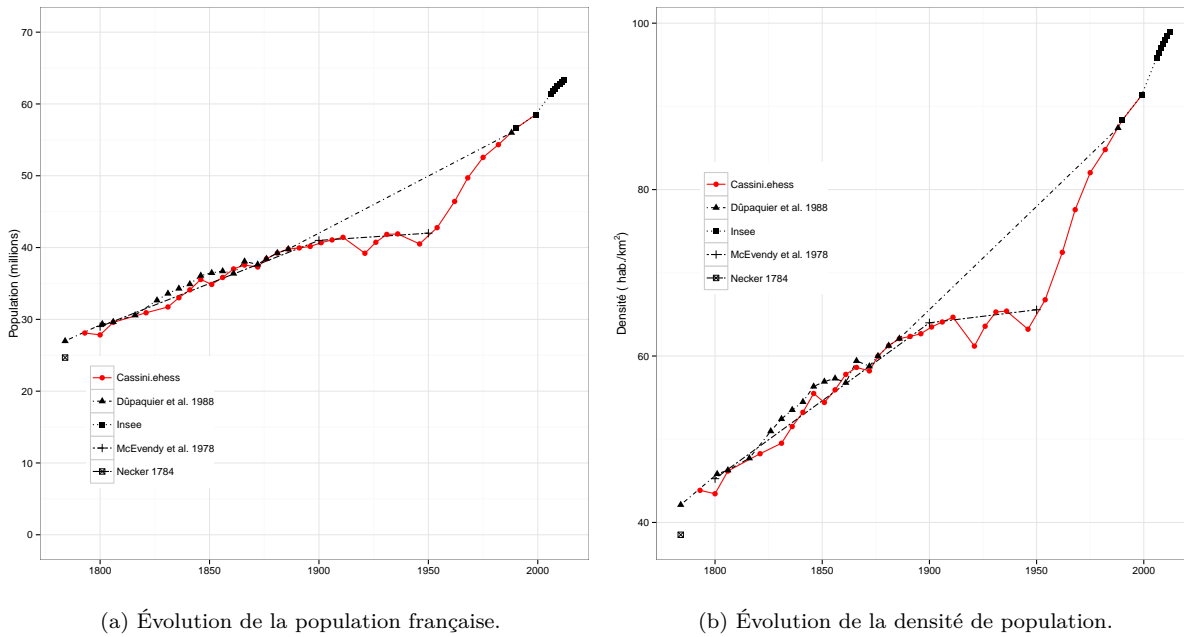 70
60
50
40
30
20
10
0
Population (millions)
Cassini.ehess
Dûpaquier et al. 1988
Insee
McEvendy et al. 1978
Necker 1784
1800 1850 1900 1950 2000
(a) Évolution de la population française.
100
80
60
40
Densité ( hab./km²)
Cassini.ehess
Dûpaquier et al. 1988
Insee
McEvendy et al. 1978
Necker 1784
1800 1850 1900 1950 2000
(b) Évolution de la densité de population.